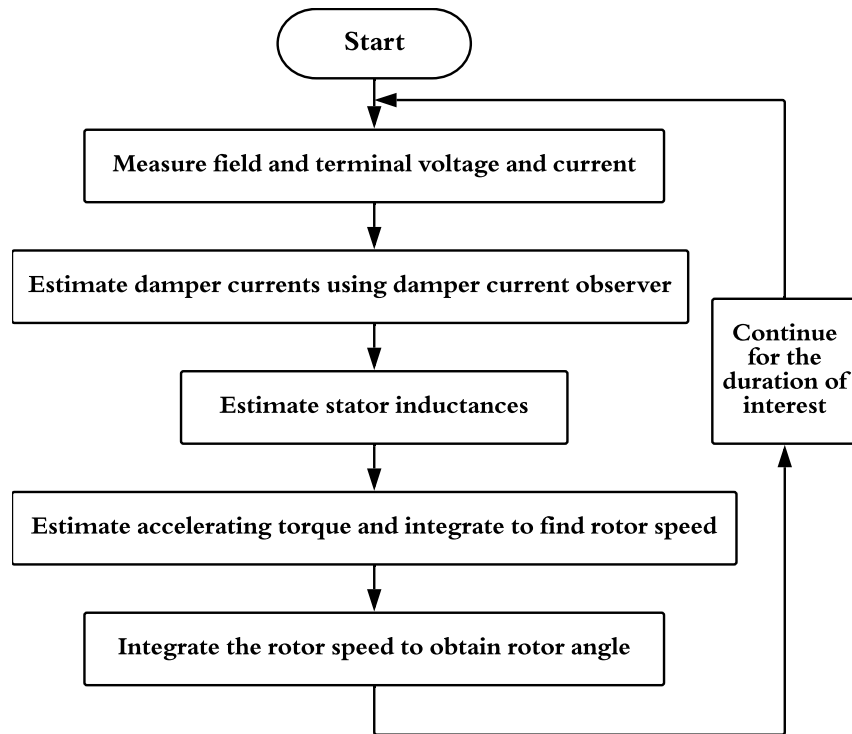 Start
Measure field and terminal voltage and current
Estimate damper currents using damper current observer
Estimate stator inductances
Estimate accelerating torque and integrate to find rotor speed
Integrate the rotor speed to obtain rotor angle
Continue
for the
duration of
interest